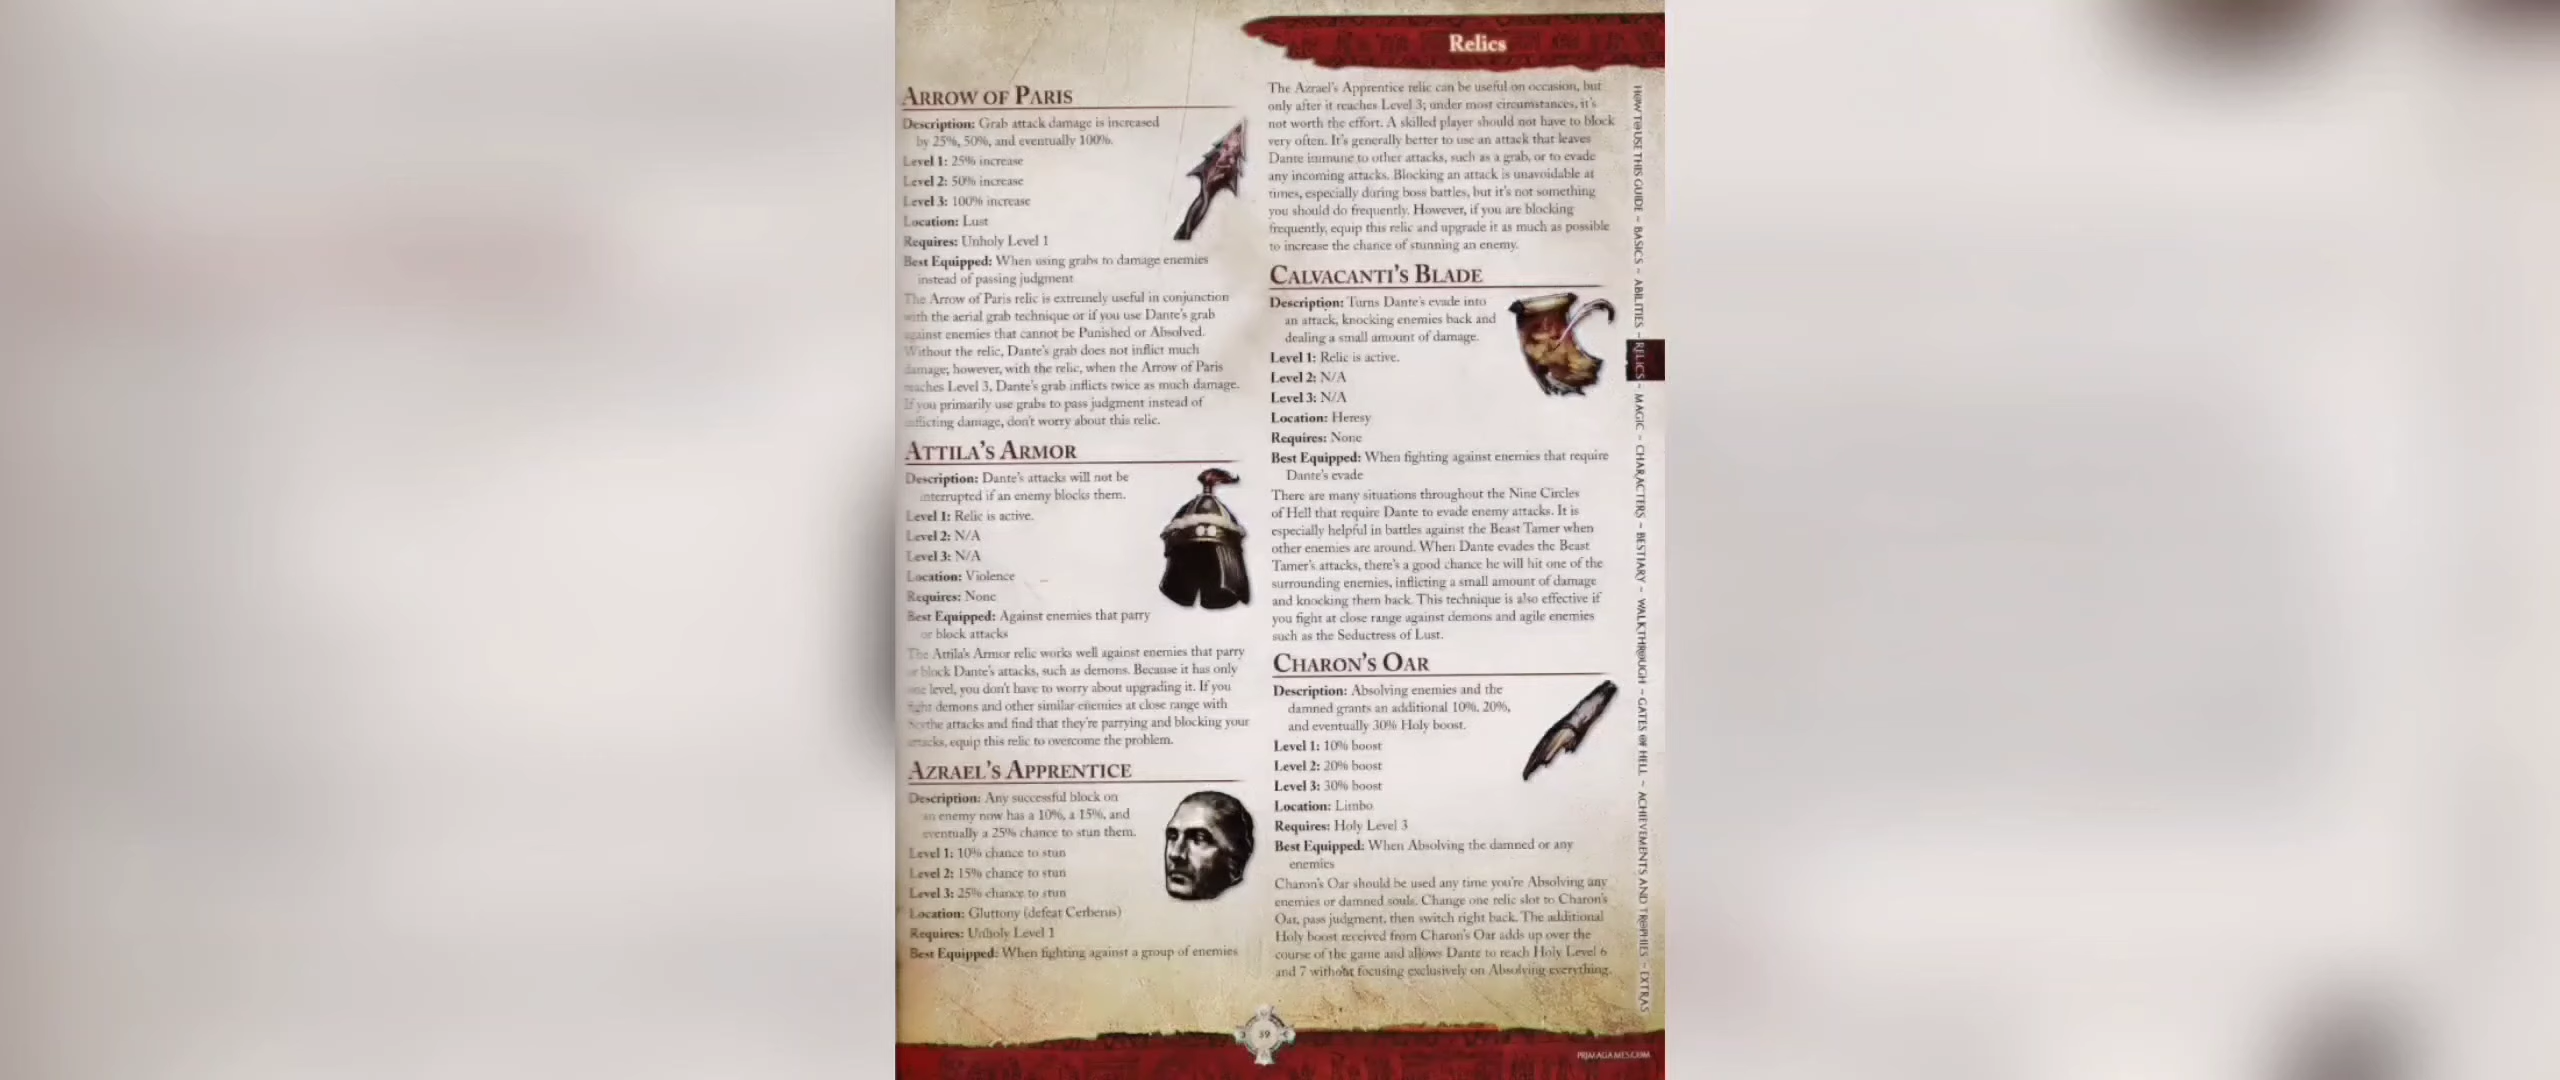 Relics
ARROW OF PARIS
Description: Grab attack damage is increased
by 25%, 50%, and eventually 100%.
Level 1: 25% increase
Level 2: 50% increase
Level 3: 100% increase
Location: Lust
Requires: Unholy Level 1
Best Equipped: When using grabs to damage enemies
instead of passing judgment
The Arrow of Paris relic is extremely useful in conjunction
with the aerial grab technique or if you use Dante's grab
against enemies that cannot be Punished or Absolved.
Without the relic, Dante's grab does not inflict much
damage; however, with the relic, when the Arrow of Paris
reaches Level 3, Dante's grab inflicts twice as much damage.
If you primarily use grabs to pass judgment instead of
inflicting damage, don't worry about this relic.
ATTILA'S ARMOR
Description: Dante's attacks will not be
interrupted if an enemy blocks them.
Level 1: Relic is active.
Level 2: N/A
Level 3: N/A
Location: Violence
Requires: None
Best Equipped: Against enemies that parry
or block attacks
The Attila's Armor relic works well against enemies that parry
or block Dante's attacks, such as demons. Because it has only
one level, you don't have to worry about upgrading it. If you
fight demons and other similar enemies at close range with
Scythe attacks and find that they're parrying and blocking your
attacks, equip this relic to overcome the problem.
AZRAEL'S APPRENTICE
Description: Any successful block on
an enemy now has a 10%, a 15%, and
eventually a 25% chance to stun them.
Level 1: 10% chance to stun
Level 2: 15% chance to stun
Level 3: 25% chance to stun
Location: Gluttony (defeat Cerberus)
Requires: Unholy Level 1
Best Equipped: When fighting against a group of enemies
The Azrael's Apprentice relic can be useful on occasion, but
only after it reaches Level 3; under most circumstances, it's
not worth the effort. A skilled player should not have to block
very often. It's generally better to use an attack that leaves
Dante immune to other attacks, such as a grab, or to evade
any incoming attacks. Blocking an attack is unavoidable at
times, especially during boss battles, but it's not something
you should do frequently. However, if you are blocking
frequently, equip this relic and upgrade it as much as possible
to increase the chance of stunning an enemy.
CALVACANTI'S BLADE
Description: Turns Dante's evade into
an attack, knocking enemies back and
dealing a small amount of damage.
Level 1: Relic is active.
Level 2: N/A
Level 3: N/A
Location: Heresy
Requires: None
Best Equipped: When fighting against enemies that require
Dante's evade
There are many situations throughout the Nine Circles
of Hell that require Dante to evade enemy attacks. It is
especially helpful in battles against the Beast Tamer when
other enemies are around. When Dante evades the Beast
Tamer's attacks, there's a good chance he will hit one of the
surrounding enemies, inflicting a small amount of damage
and knocking them back. This technique is also effective if
you fight at close range against demons and agile enemies
such as the Seductress of Lust.
CHARON'S OAR
Description: Absolving enemies and the
damned grants an additional 10%, 20%,
and eventually 30% Holy boost.
Level 1: 10% boost
Level 2: 20% boost
Level 3: 30% boost
Location: Limbo
Requires: Holy Level 3
Best Equipped: When Absolving the damned or any
enemies
Charon's Oar should be used any time you're Absolving any
enemies or damned souls. Change one relic slot to Charon's
Oar, pass judgment, then switch right back. The additional
Holy boost received from Charon's Oar adds up over the
course of the game and allows Dante to reach Holy Level 6
and 7 without focusing exclusively on Absolving everything.
HOW TO USE THIS GUIDE ~ BASICS ~ ABILITIES ~ RELICS ~ MAGIC ~ CHARACTERS ~ BESTIARY ~ WALKTHROUGH ~ GATES OF HELL ~ ACHIEVEMENTS AND TROPHIES ~ EXTRAS
39
PRIMAGAMES.COM